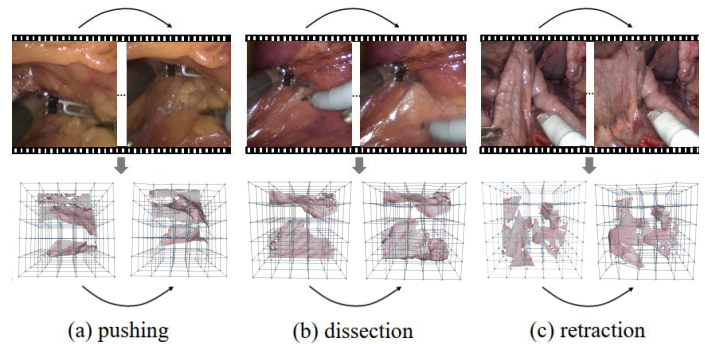 (a) pushing
(b) dissection
(c) retraction